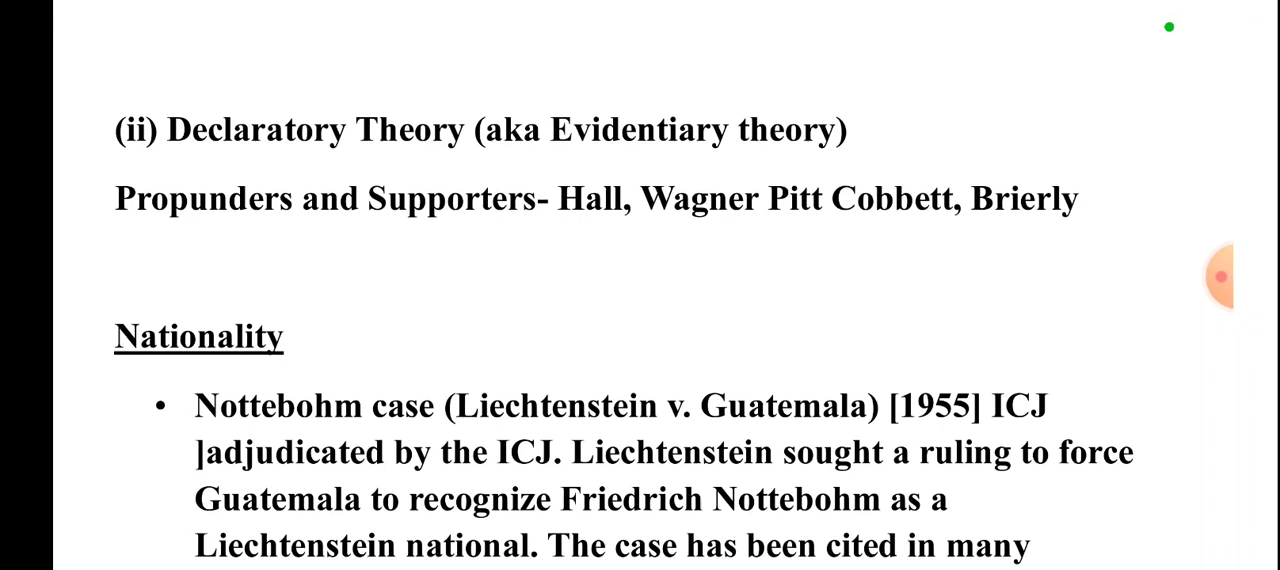 (ii) Declaratory Theory (aka Evidentiary theory)
Propunders and Supporters- Hall, Wagner Pitt Cobbett, Brierly
Nationality
• Nottebohm case (Liechtenstein v. Guatemala) [1955] ICJ
]adjudicated by the ICJ. Liechtenstein sought a ruling to force
Guatemala to recognize Friedrich Nottebohm as a
Liechtenstein national. The case has been cited in many